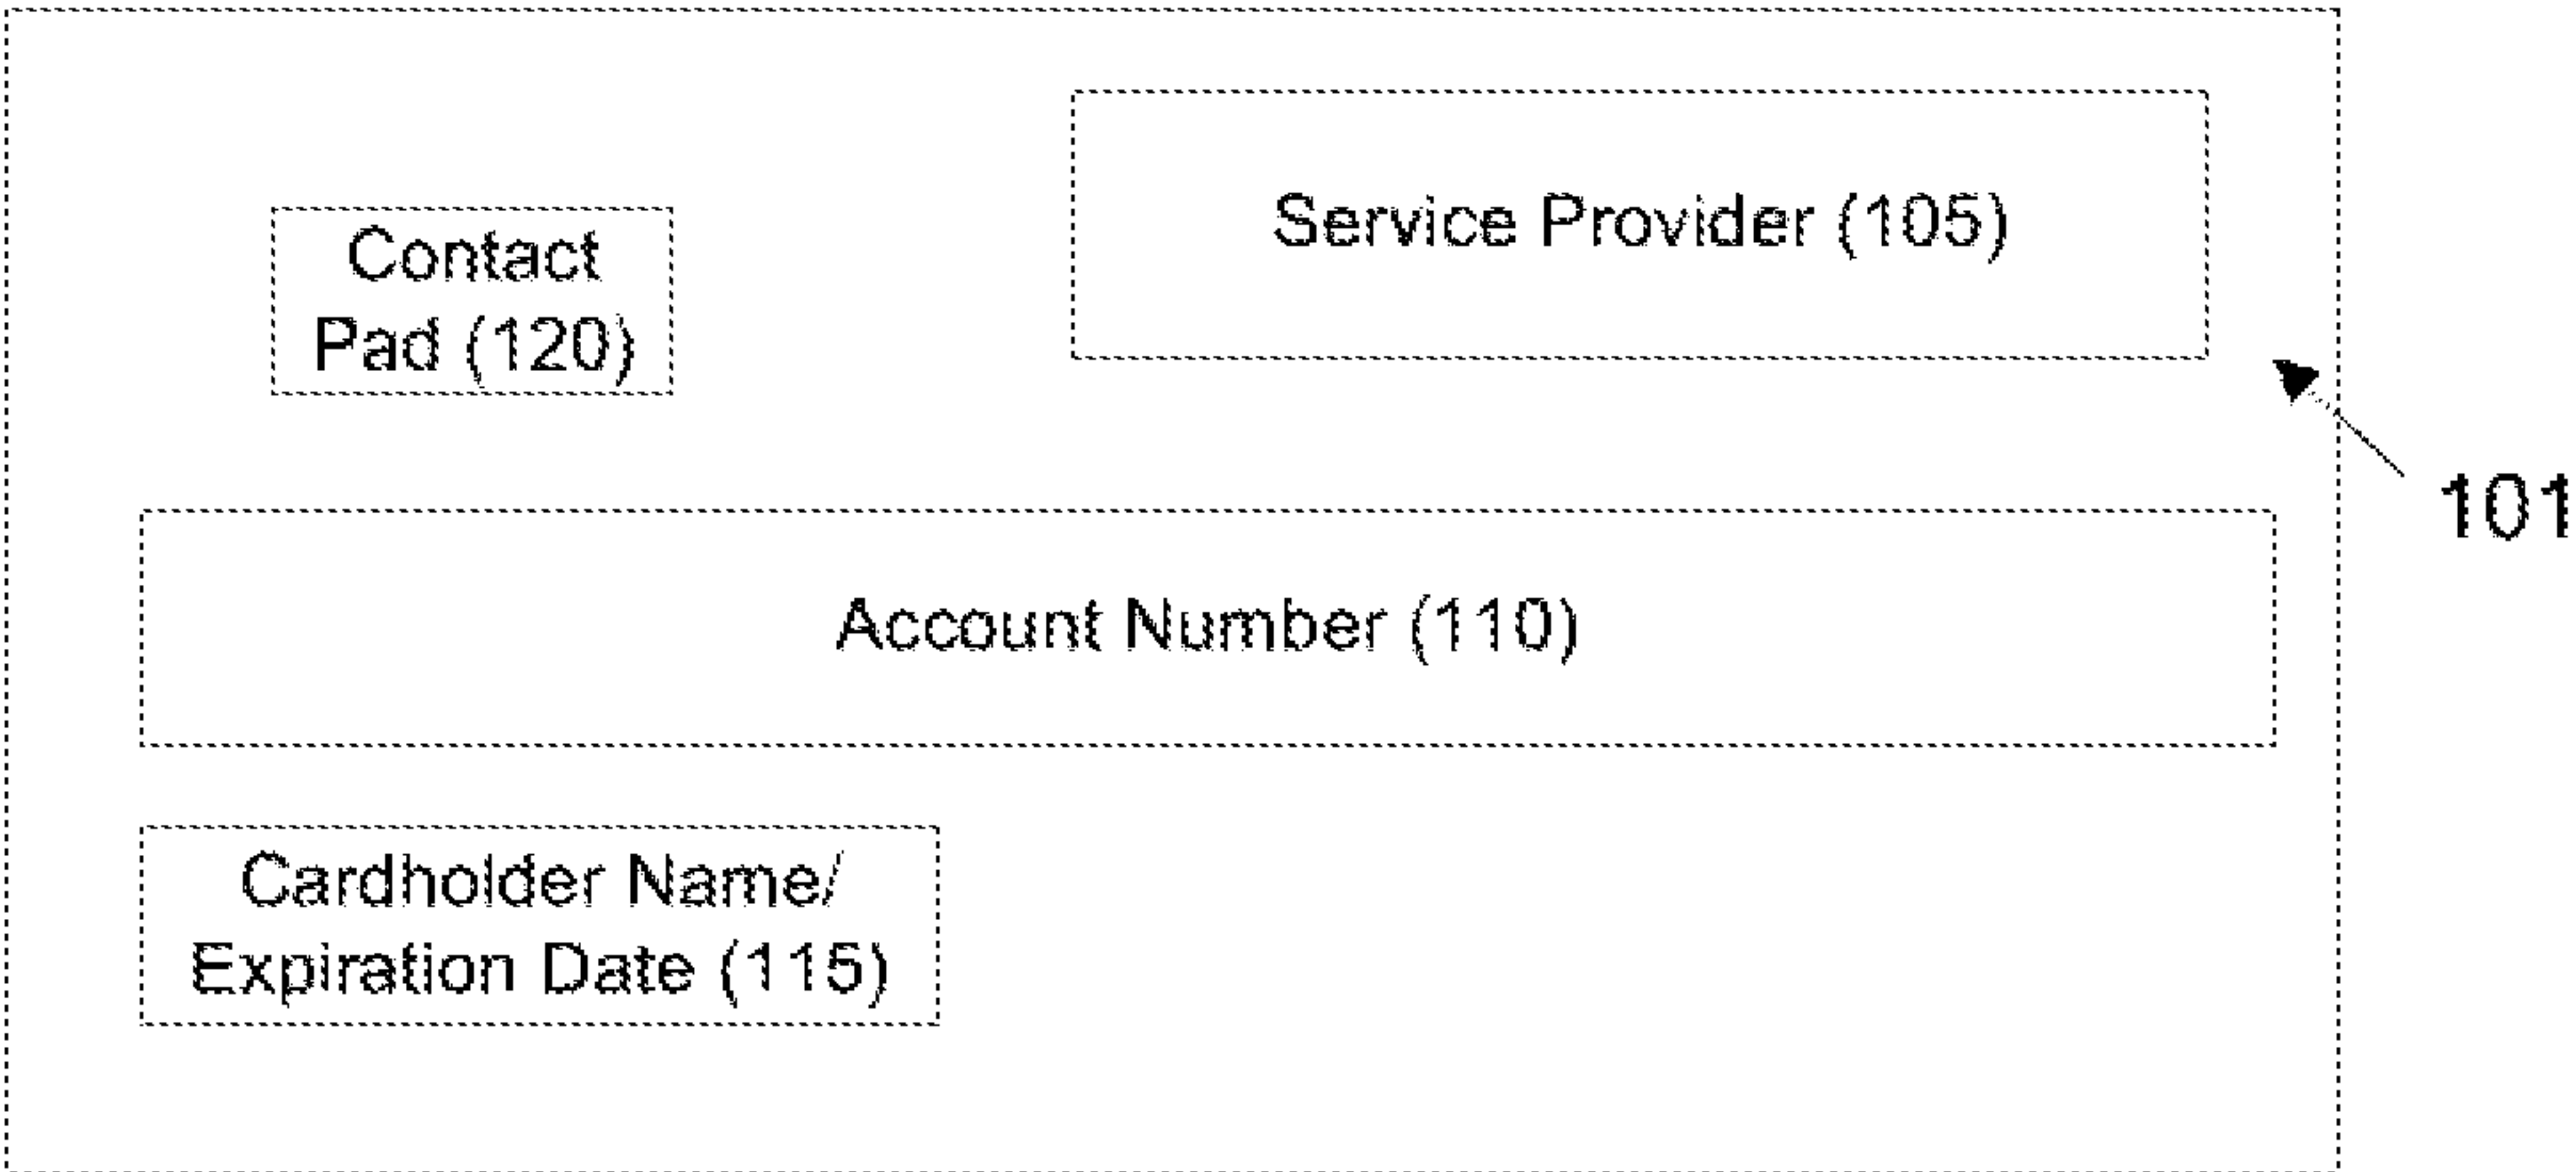 Service Provider (105)
Contact
Pad (120)
101
Account Number (110)
Cardholder Name/
Expiration Date (115)